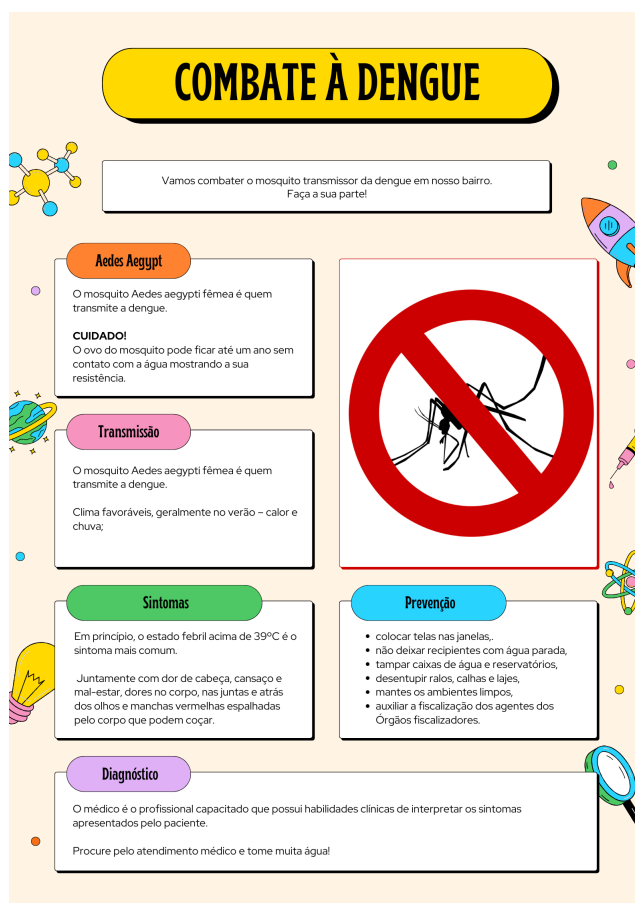 COMBATE À DENGUE
Vamos combater o mosquito transmissor da dengue em nosso bairro.
Faça a sua parte!
Aedes Aegypt
O mosquito Aedes aegypti fêmea é quem
transmite a dengue.
CUIDADO!
O ovo do mosquito pode ficar até um ano sem
contato com a água mostrando a sua
resistência.
Transmissão
O mosquito Aedes aegypti fêmea é quem
transmite a dengue.
Clima favoráveis, geralmente no verão – calor e
chuva;
Sintomas
Em princípio, o estado febril acima de 39ºC é o
sintoma mais comum.
Juntamente com dor de cabeça, cansaço e
mal-estar, dores no corpo, nas juntas e atrás
dos olhos e manchas vermelhas espalhadas
pelo corpo que podem coçar.
Prevenção
• colocar telas nas janelas,.
• não deixar recipientes com água parada,
• tampar caixas de água e reservatórios,
• desentupir ralos, calhas e lajes,
• mantes os ambientes limpos,
• auxiliar a fiscalização dos agentes dos
Órgãos fiscalizadores.
Diagnóstico
O médico é o profissional capacitado que possui habilidades clínicas de interpretar os sintomas
apresentados pelo paciente.
Procure pelo atendimento médico e tome muita água!